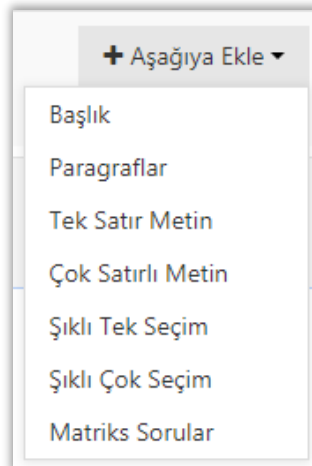 + Aşağıya Ekle
Başlık
Paragraflar
Tek Satır Metin
Çok Satırlı Metin
Şıklı Tek Seçim
Şıklı Çok Seçim
Matriks Sorular